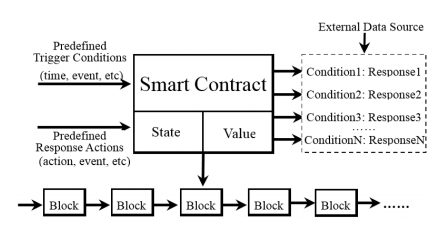 External Data Source
Predefined
Trigger Conditions
(time, event, etc)
Smart Contract
Condition1: Response1
Condition2: Response2
Condition3: Response3
......
ConditionN: ResponseN
State
Value
Predefined
Response Actions
(action, event, etc)
Block
Block
Block
Block
Block
......